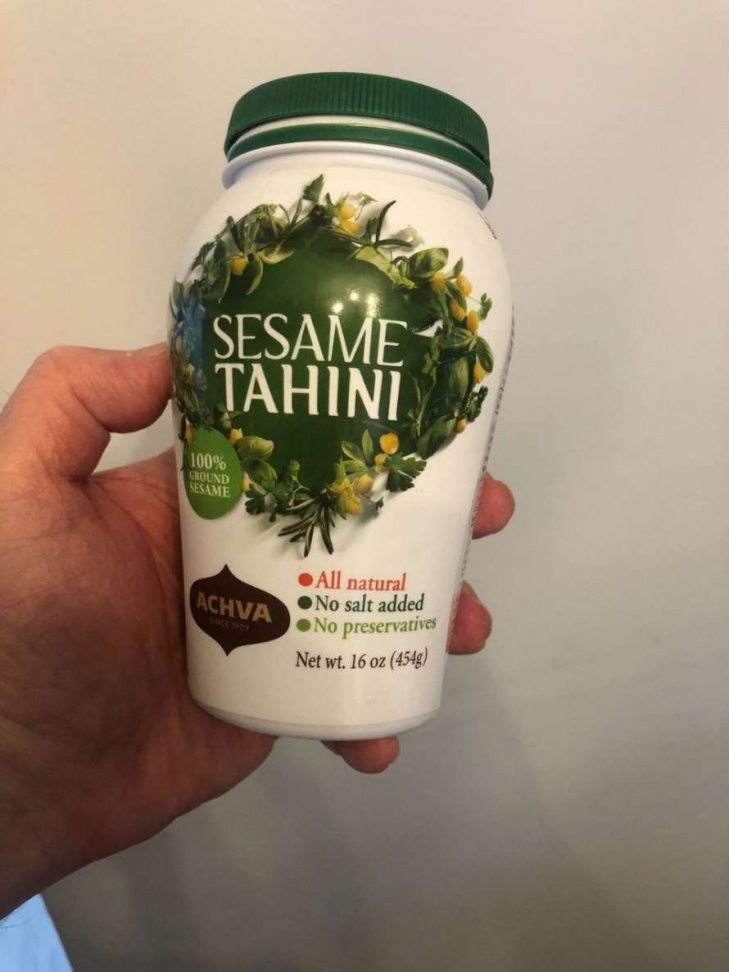 SESAME
TAHINI
100%
GROUND
SESAME
ACHVA
SINCE 1929
All natural
No salt added
No preservatives
Net wt. 16 oz (454g)